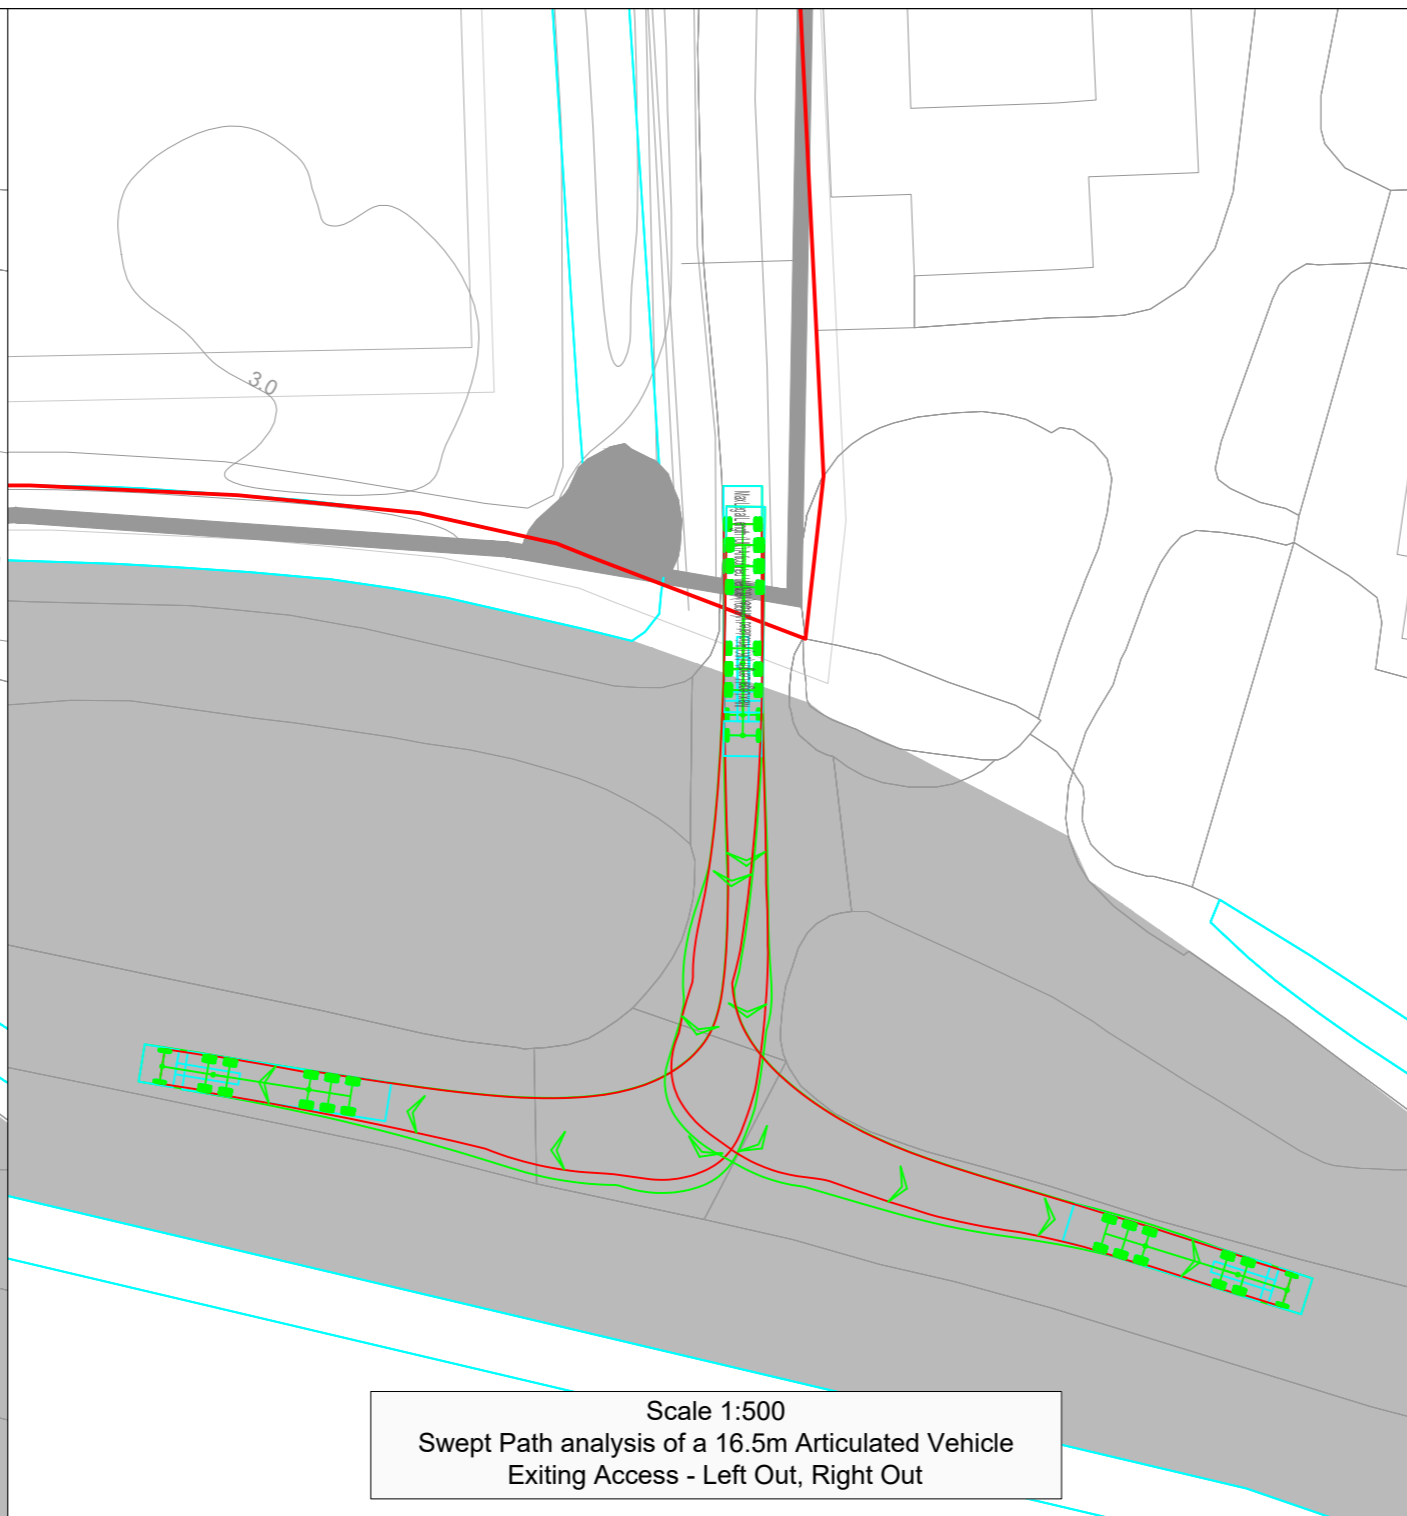 3.0
Scale 1:500
Swept Path analysis of a 16.5m Articulated Vehicle
Exiting Access - Left Out, Right Out